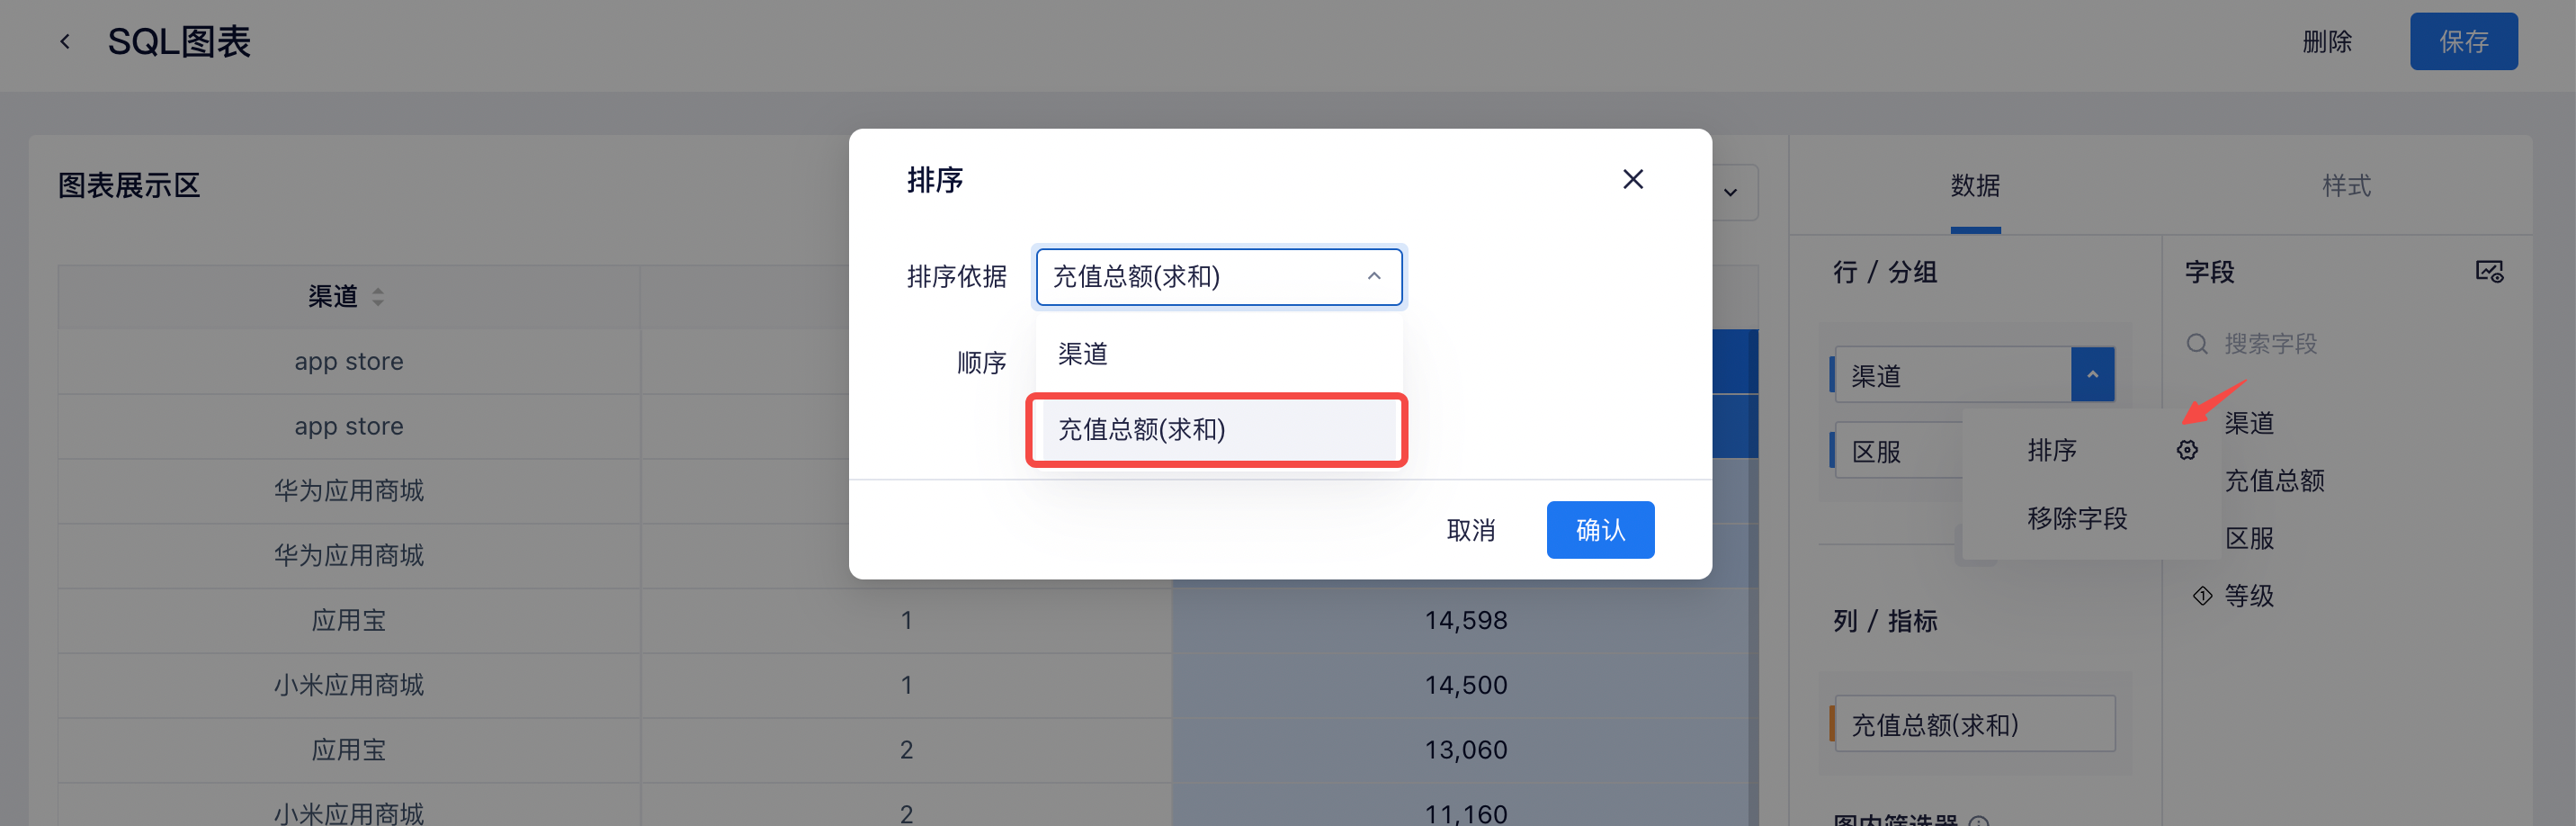 SQL图表
删除
保存
图表展示区
排序
数据
样式
排序依据
充值总额(求和)
渠道
充值总额(求和)
顺序
取消
确认
渠道
app store
app store
华为应用商城
华为应用商城
应用宝 1 14,598
小米应用商城 1 14,500
应用宝 2 13,060
小米应用商城 2 11,160
行 / 分组
渠道
区服
排序
移除字段
列 / 指标
充值总额(求和)
图内筛选器
字段
搜索字段
渠道
充值总额
区服
等级